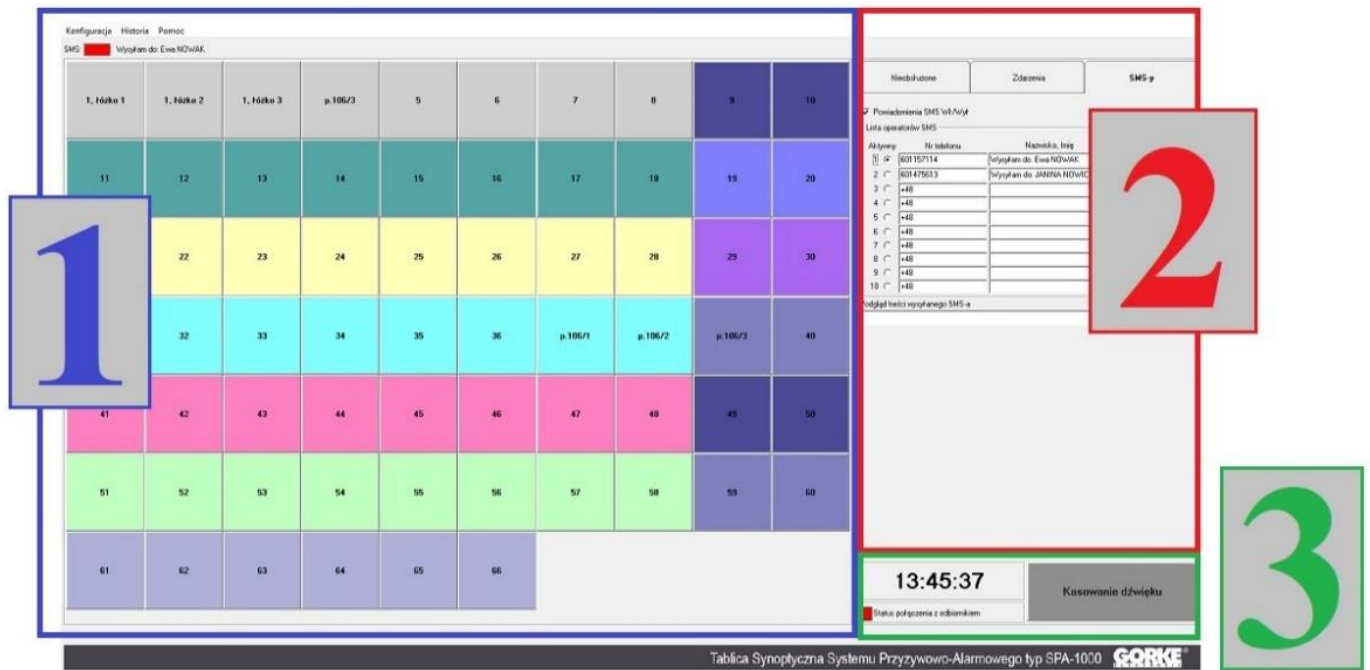 Konfiguracja Historia Pomoc
SMS: Wysyłam do: Ewa NOWAK
1, łóżko 1 1, łóżko 2 1, łóżko 3 p.106/3 5 6 7 8 9 10
11 12 13 14 15 16 17 18 19 20
22 23 24 25 26 27 28 29 30
32 33 34 35 36 p.106/1 p.106/2 p.106/3 40
41 42 43 44 45 46 47 48 49 50
51 52 53 54 55 56 57 58 59 60
61 62 63 64 65 66
1
Nieobsłużone Zdarzenia SMS-y
Powiadomienia SMS Wł/Wył
Lista operatorów SMS
Aktywny Nr telefonu Nazwisko, Imię
1 601157114 Wysyłam do: Ewa NOWAK
2 601475613 Wysyłam do: JANINA NOWIC
3 +48
4 +48
5 +48
6 +48
7 +48
8 +48
9 +48
10 +48
Podgląd treści wysyłanego SMS-a
2
13:45:37
Status połączenia z odbiornikiem
Kasowanie dźwięku
3
Tablica Synoptyczna Systemu Przyzywowo-Alarmowego typ SPA-1000 GORKE